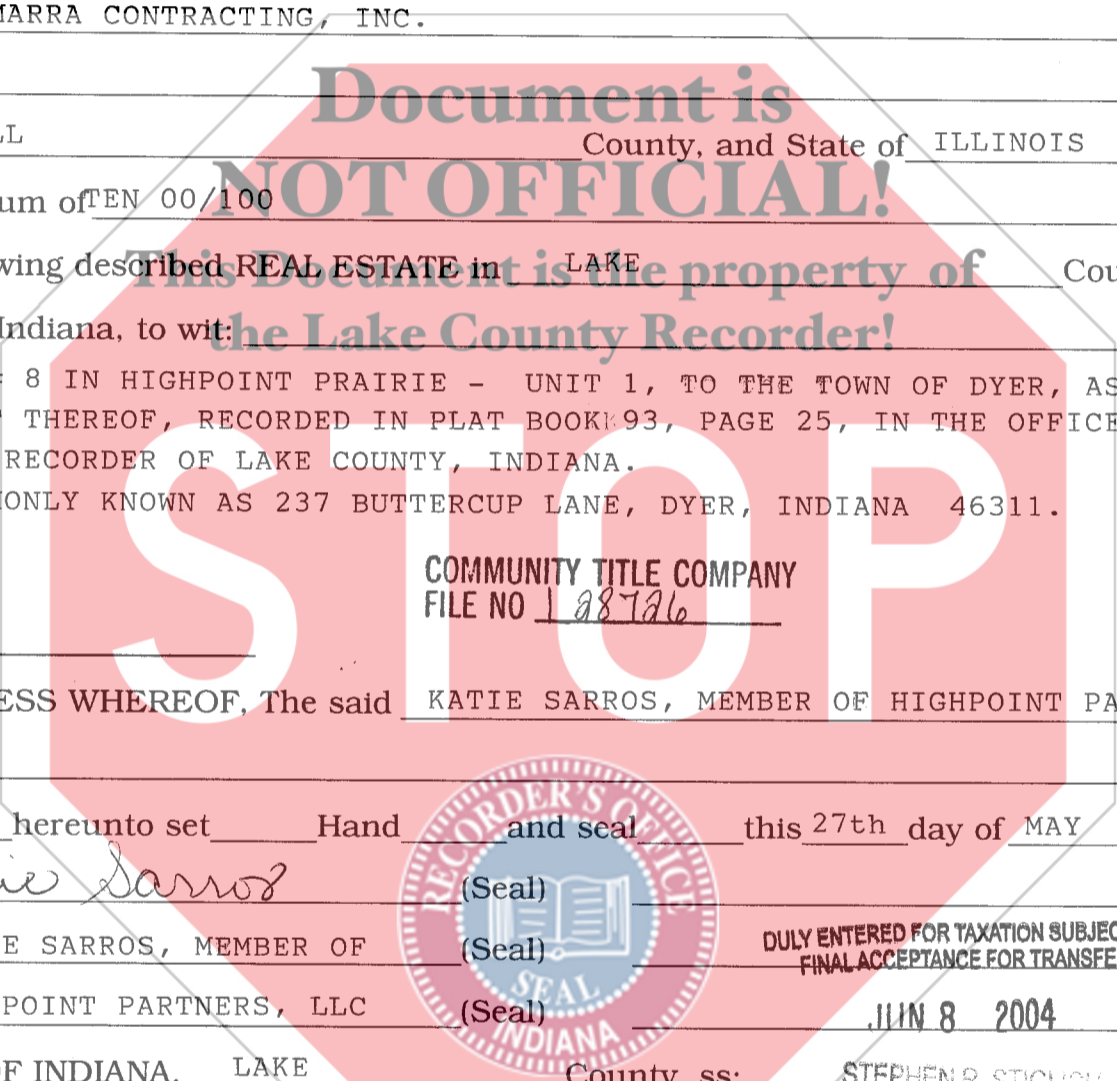 MARRA CONTRACTING, INC.
Document is
LL County, and State of ILLINOIS
NOT OFFICIAL!
um of TEN 00/100
wing described REAL ESTATE in LAKE Cou
This Document is the property of
Indiana, to wit:
the Lake County Recorder!
8 IN HIGHPOINT PRAIRIE - UNIT 1, TO THE TOWN OF DYER, AS
THEREOF, RECORDED IN PLAT BOOK 93, PAGE 25, IN THE OFFICE
RECORDER OF LAKE COUNTY, INDIANA.
ONLY KNOWN AS 237 BUTTERCUP LANE, DYER, INDIANA 46311.
STOP
COMMUNITY TITLE COMPANY
FILE NO 128726
ESS WHEREOF, The said KATIE SARROS, MEMBER OF HIGHPOINT PA
hereunto set Hand and seal this 27th day of MAY
RECORDER'S OFFICE
ie Sarros (Seal)
E SARROS, MEMBER OF (Seal)
DULY ENTERED FOR TAXATION SUBJEC
FINAL ACCEPTANCE FOR TRANSFE
SEAL
POINT PARTNERS, LLC (Seal)
JUN 8 2004
INDIANA
OF INDIANA, LAKE County, ss:
STEPHEN R.